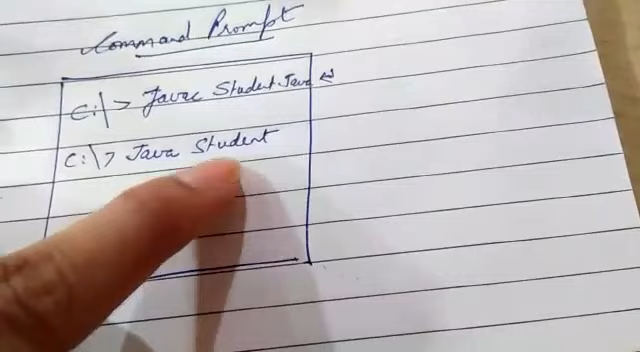 Command Prompt
C:\> Javac Student.Java ↵
C:\> Java Student